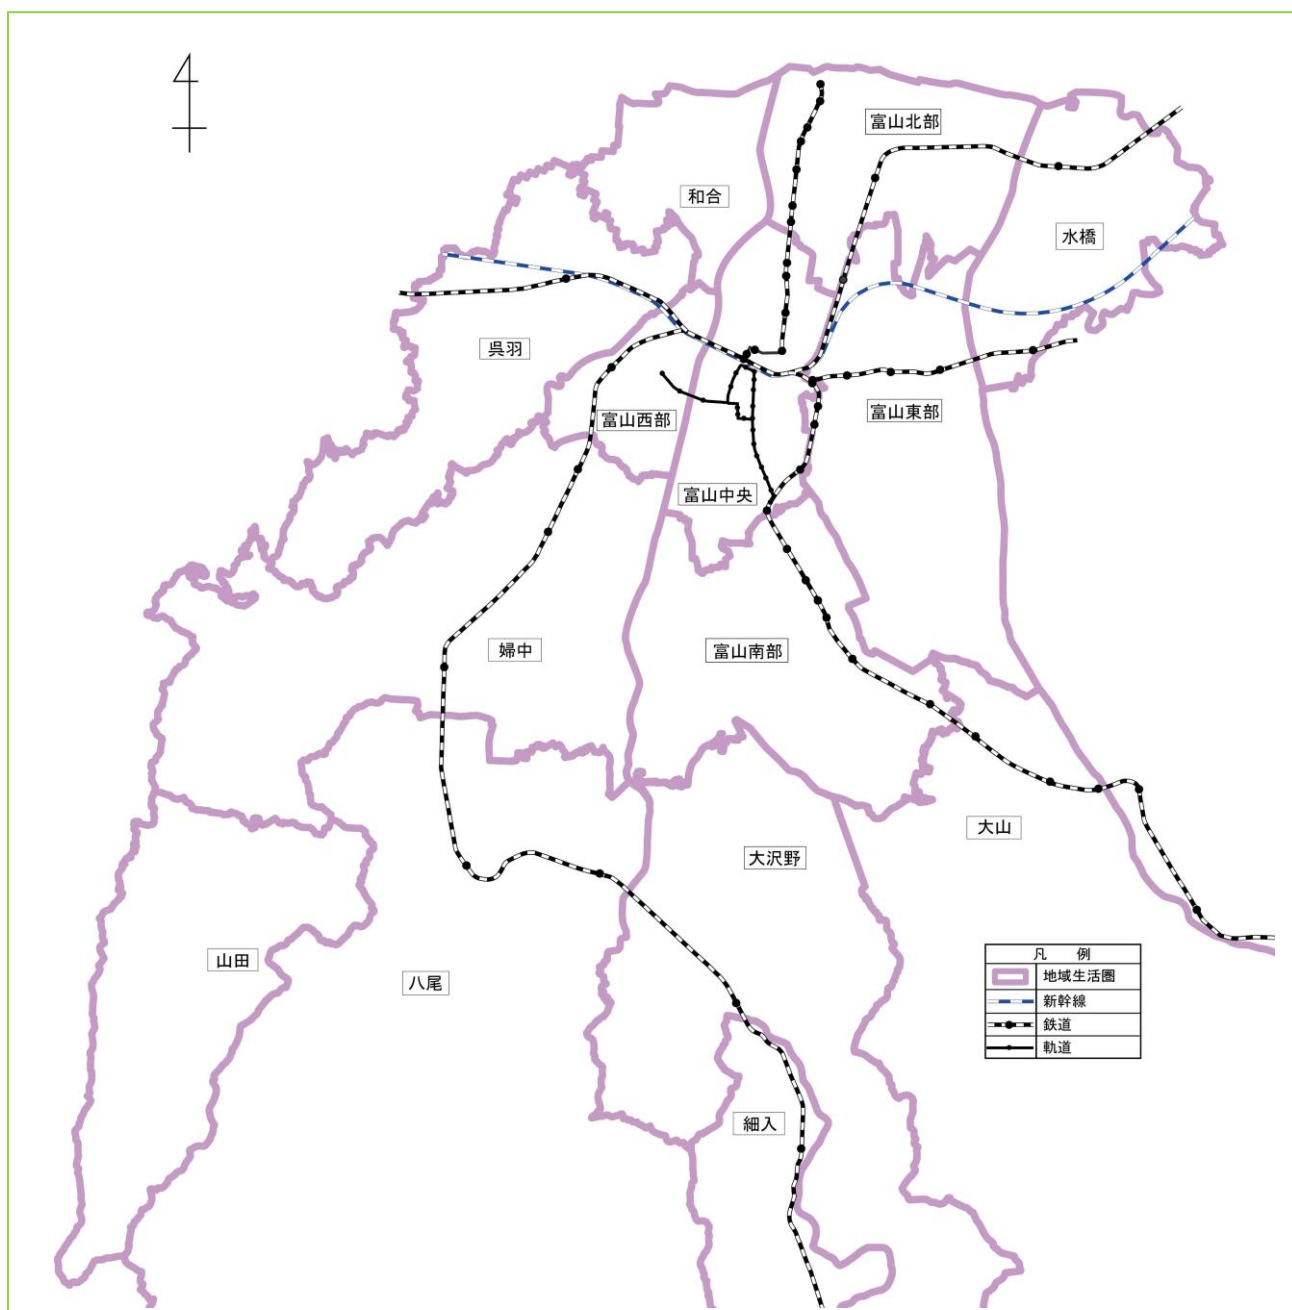 富山北部
和合
水橋
呉羽
富山東部
富山西部
富山中央
婦中
富山南部
大山
大沢野
山田
八尾
凡 例
地域生活圏
新幹線
鉄道
軌道
細入